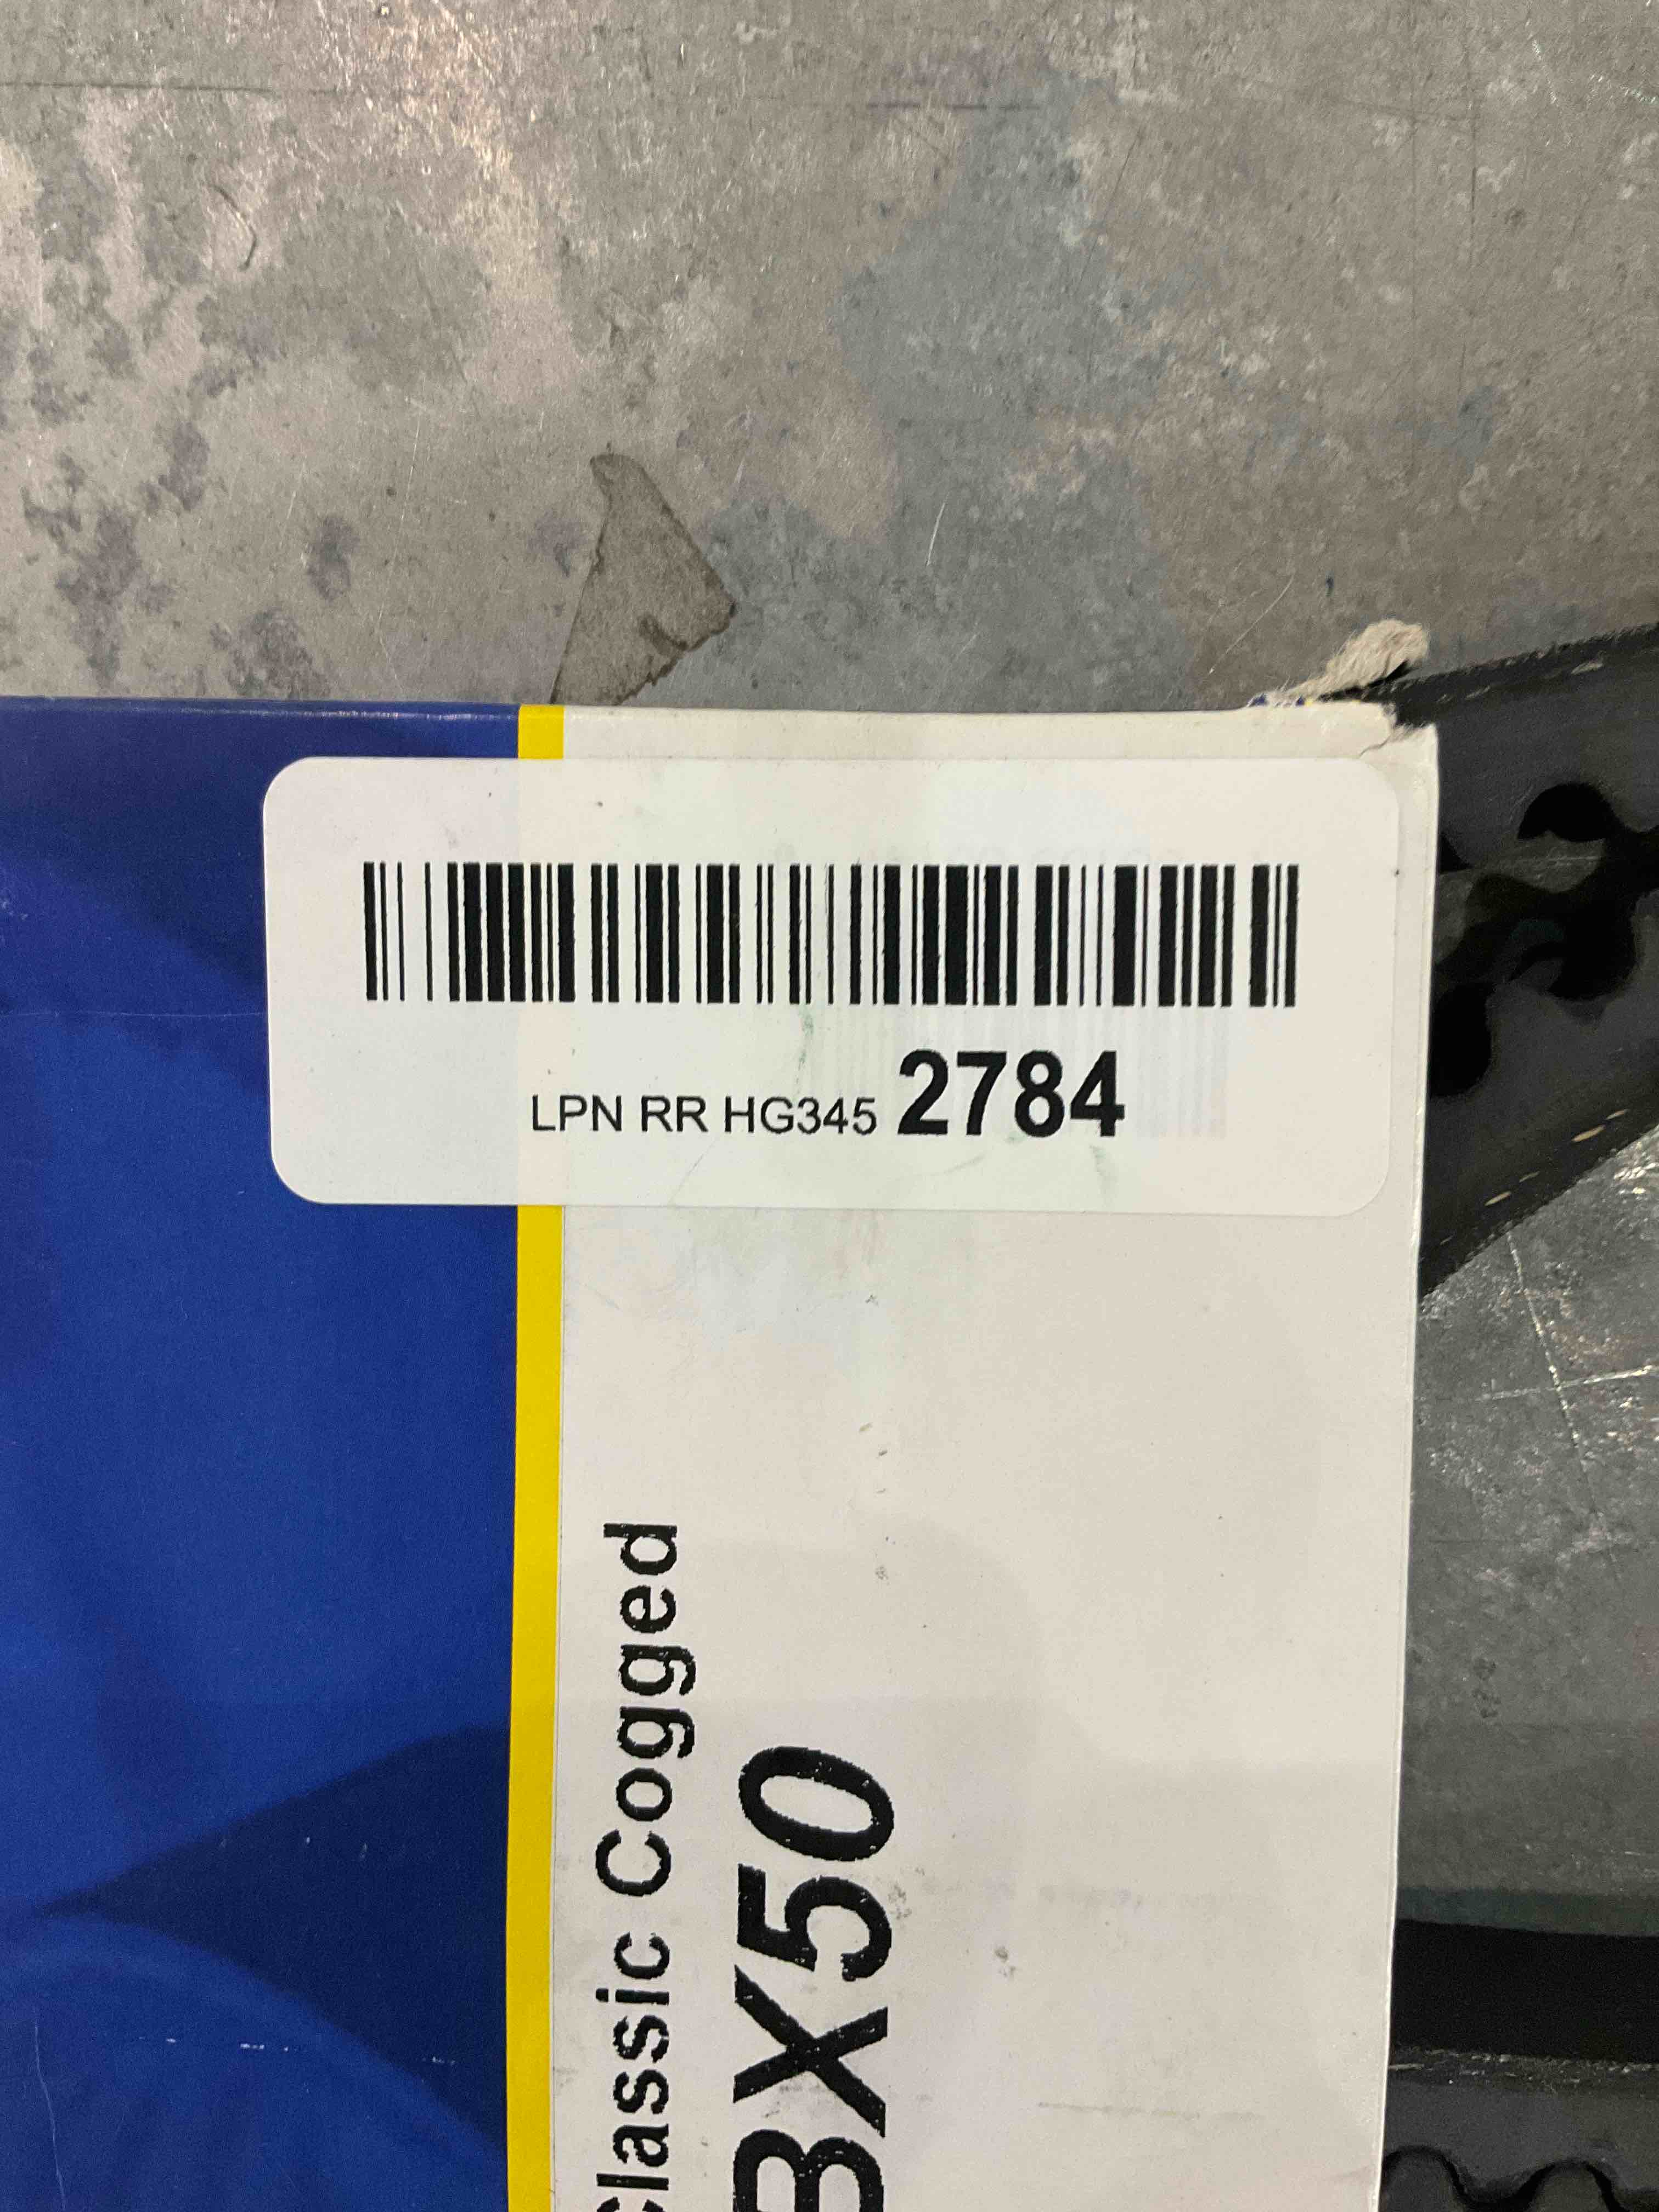 LPN RR HG345 2784
Classic Cogged
BX50